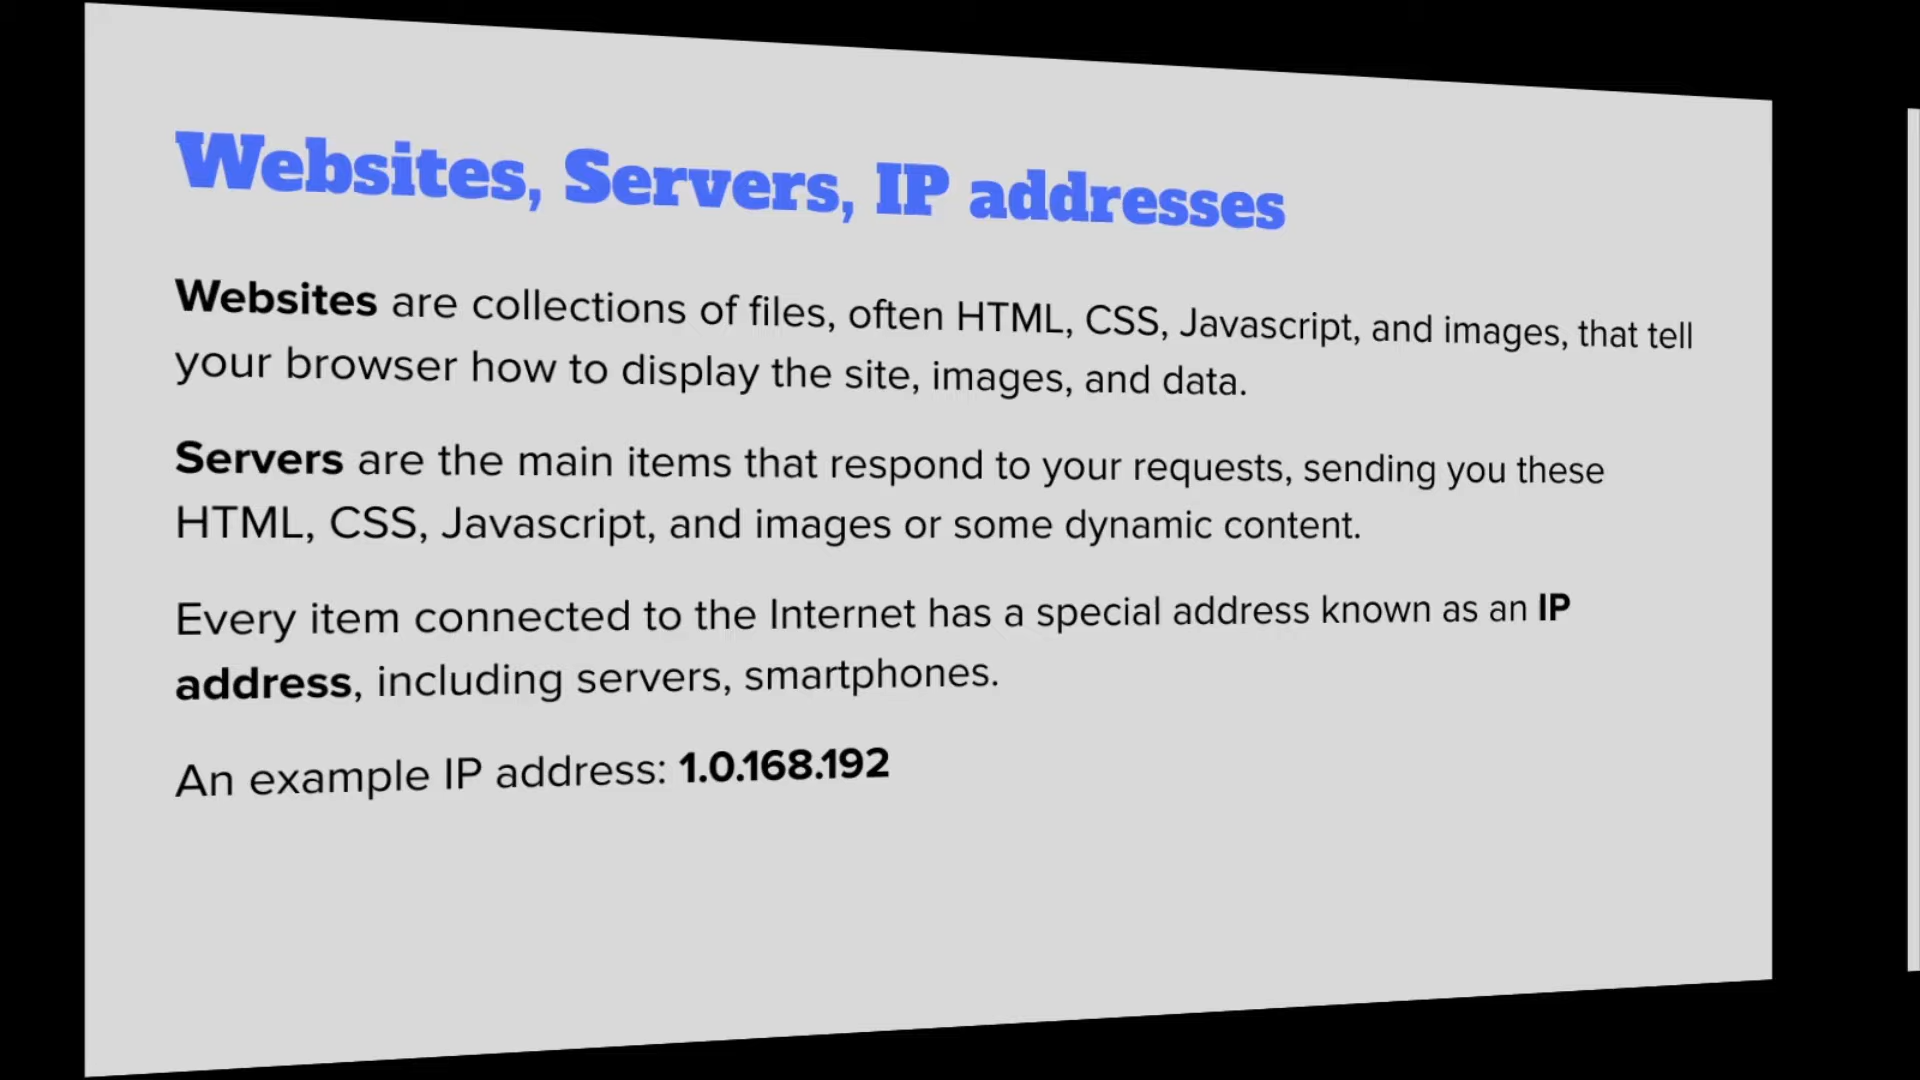 Websites, Servers, IP addresses
Websites are collections of files, often HTML, CSS, Javascript, and images, that tell
your browser how to display the site, images, and data.
Servers are the main items that respond to your requests, sending you these
HTML, CSS, Javascript, and images or some dynamic content.
Every item connected to the Internet has a special address known as an IP
address, including servers, smartphones.
An example IP address: 1.0.168.192